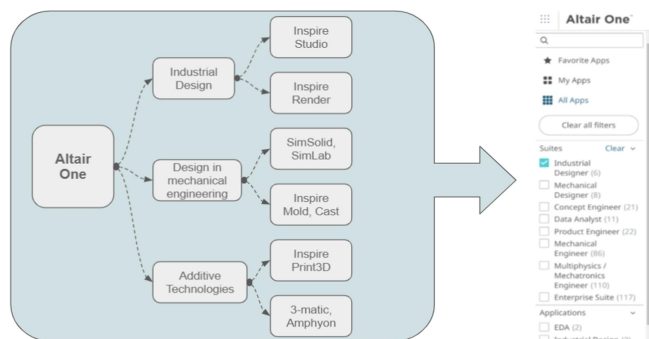 Altair
One
Industrial
Design
Design in
mechanical
engineering
Additive
Technologies
Inspire
Studio
Inspire
Render
SimSolid,
SimLab
Inspire
Mold, Cast
Inspire
Print3D
3-matic,
Amphyon
Altair One
Favorite Apps
My Apps
All Apps
Clear all filters
Suites Clear
Industrial
Designer (6)
Mechanical
Designer (8)
Concept Engineer (21)
Data Analyst (11)
Product Engineer (22)
Mechanical
Engineer (86)
Multiphysics /
Mechatronics
Engineer (110)
Enterprise Suite (117)
Applications
EDA (2)